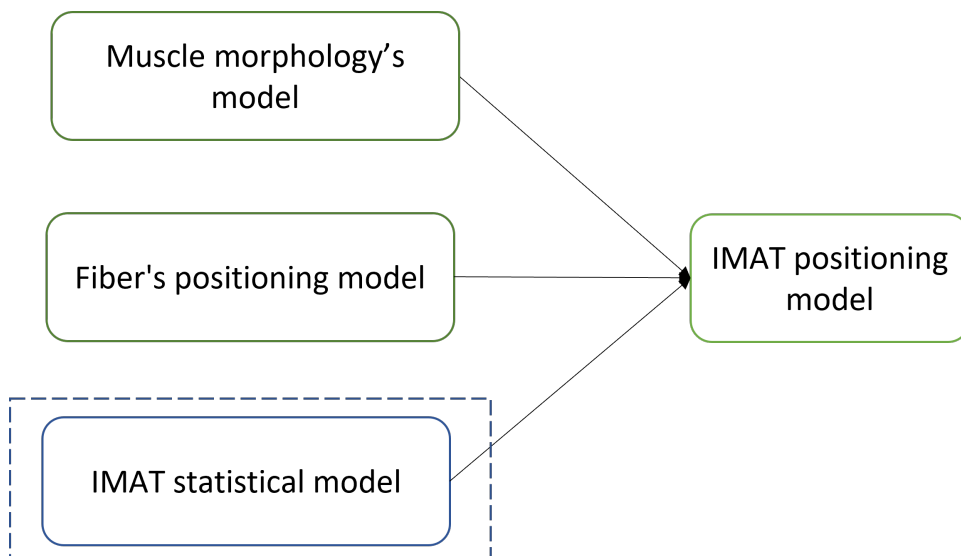 Muscle morphology’s
model
Fiber's positioning model
IMAT positioning
model
IMAT statistical model